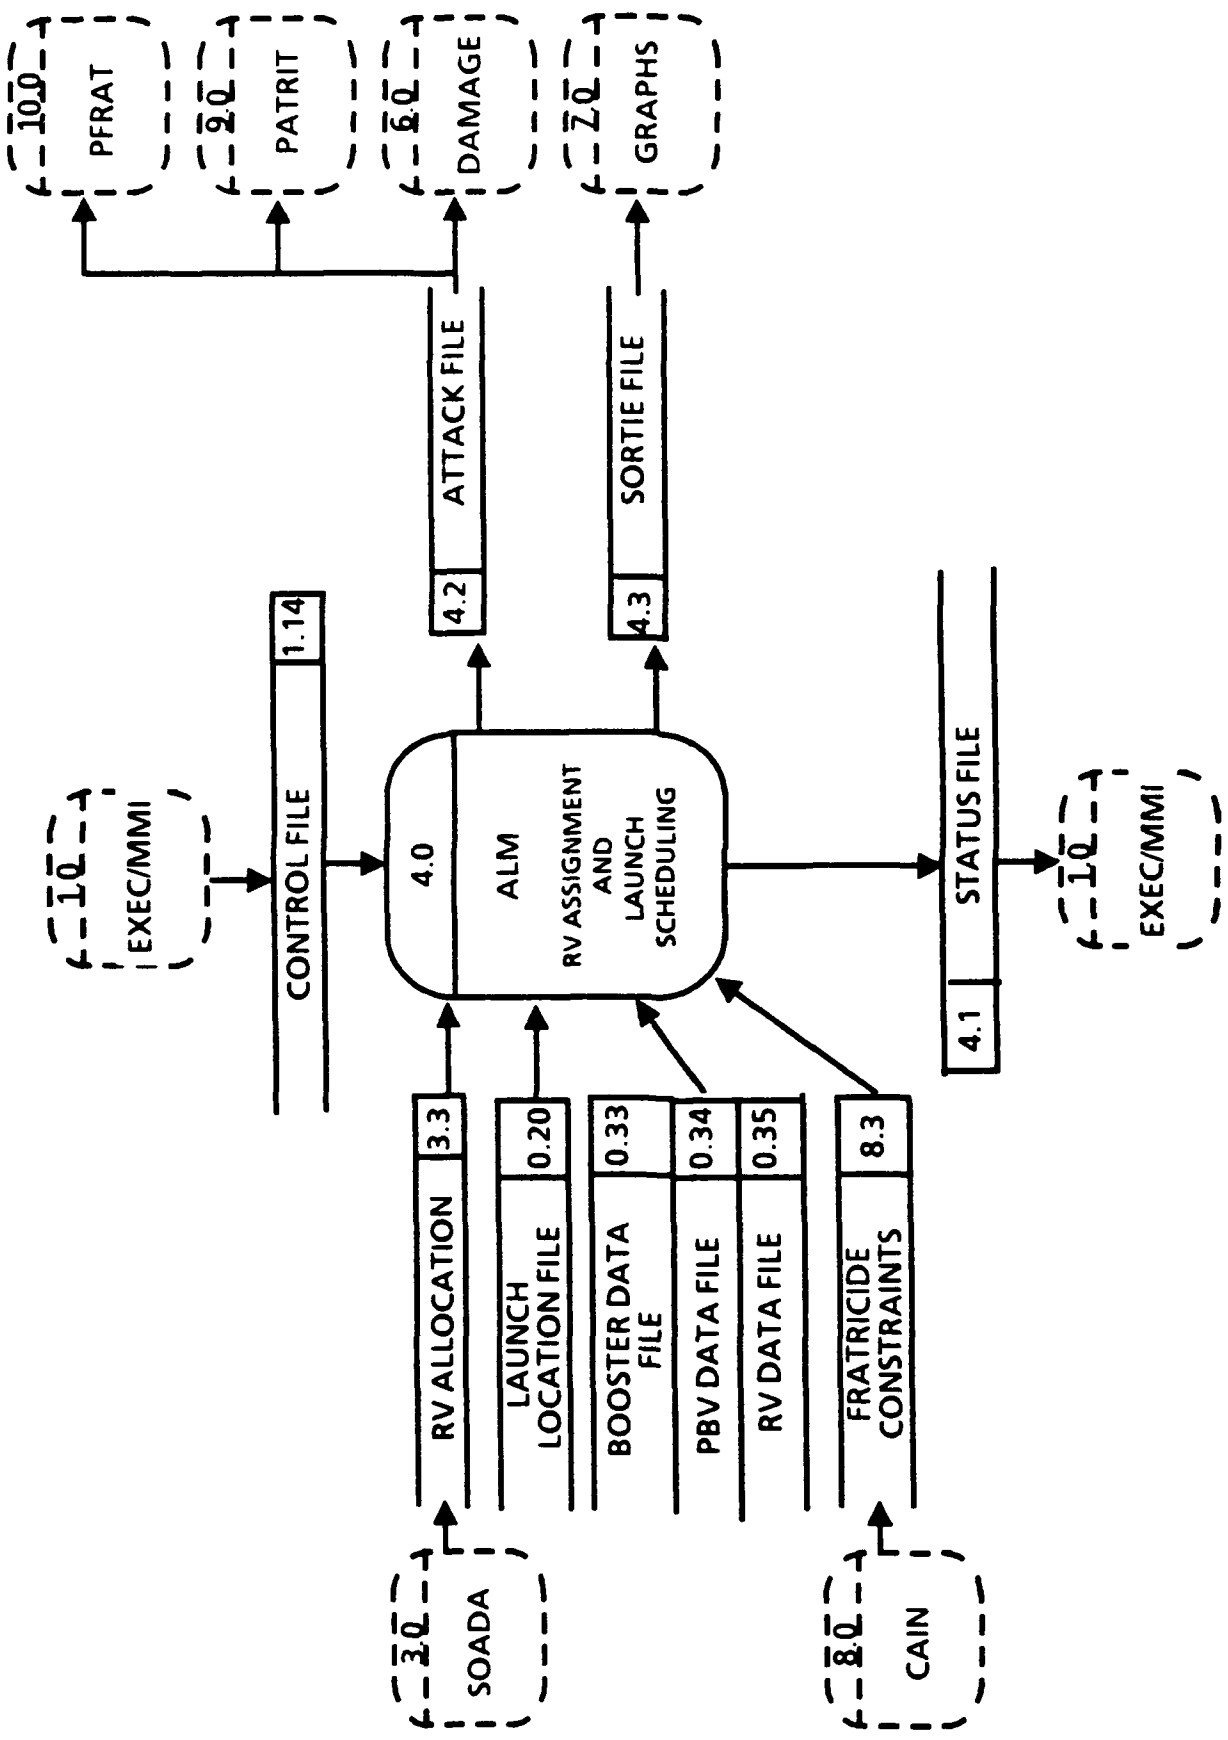 10.0
PFRAT
9.0
PATRIT
6.0
DAMAGE
7.0
GRAPHS
ATTACK FILE
4.2
SORTIE FILE
4.3
1.0
EXEC/MMI
CONTROL FILE
1.14
4.0
ALM
RV ASSIGNMENT
AND
LAUNCH
SCHEDULING
4.1
STATUS FILE
1.0
EXEC/MMI
RV ALLOCATION
3.3
LAUNCH
LOCATION FILE
0.20
BOOSTER DATA
FILE
0.33
PBV DATA FILE
0.34
RV DATA FILE
0.35
FRATRICIDE
CONSTRAINTS
8.3
3.0
SOADA
8.0
CAIN